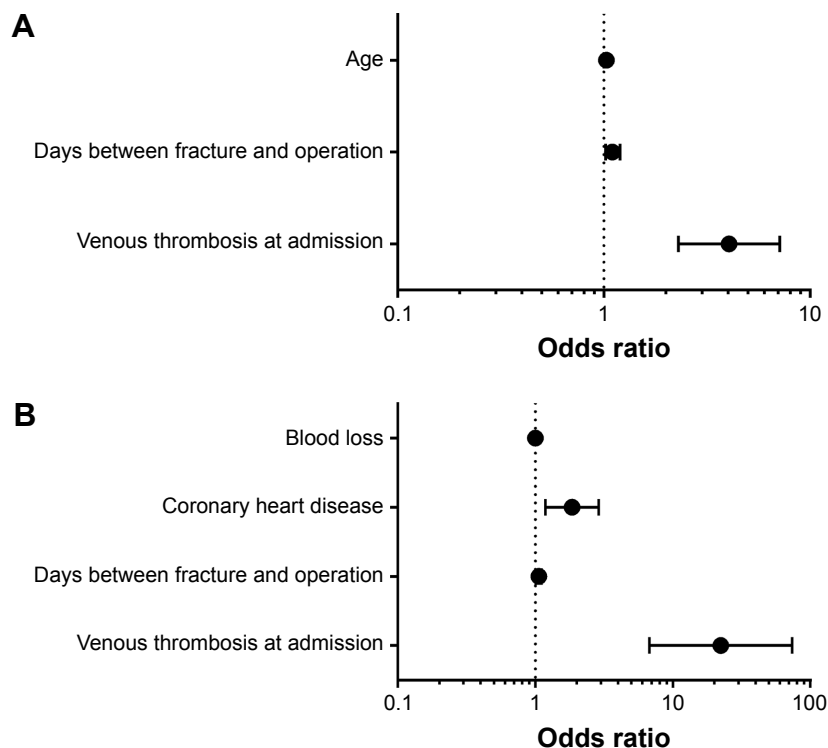 A
Age
Days between fracture and operation
Venous thrombosis at admission
0.1 1 10
Odds ratio
B
Blood loss
Coronary heart disease
Days between fracture and operation
Venous thrombosis at admission
0.1 1 10 100
Odds ratio